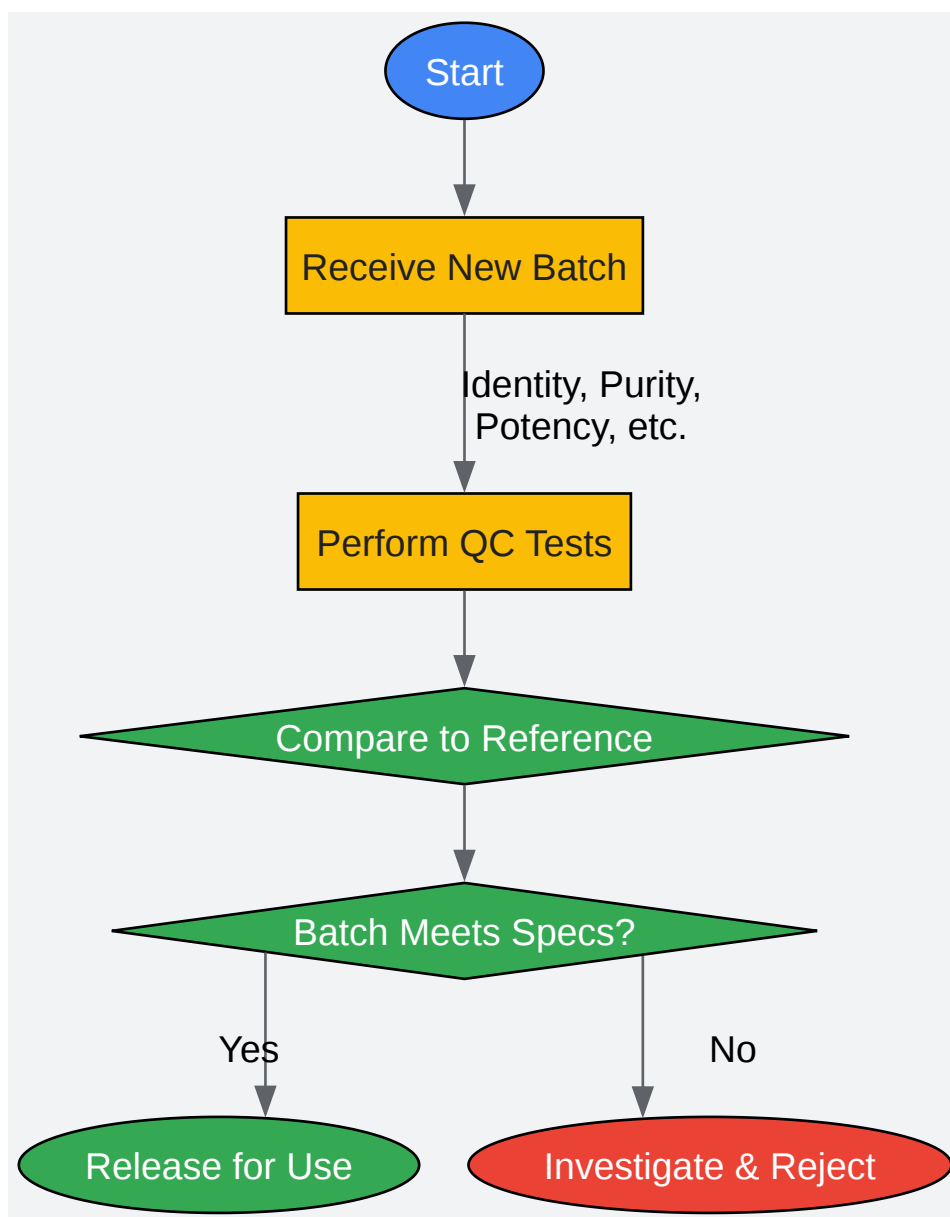 Start
Receive New Batch
Identity, Purity,
Potency, etc.
Perform QC Tests
Compare to Reference
Batch Meets Specs?
Yes
No
Release for Use
Investigate & Reject